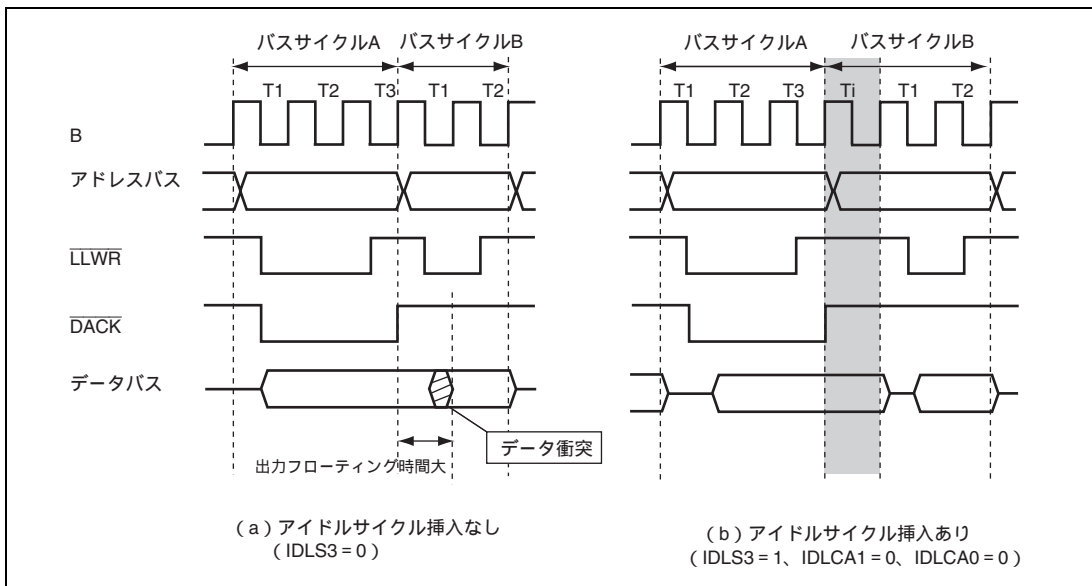 バスサイクルA バスサイクルB
T1 T2 T3 T1 T2
B
アドレスバス
LLWR
DACK
データバス
データ衝突
出力フローティング時間大
(a)アイドルサイクル挿入なし
(IDLS3=0)
バスサイクルA バスサイクルB
T1 T2 T3 Ti T1 T2
(b)アイドルサイクル挿入あり
(IDLS3=1、IDLCA1=0、IDLCA0=0)